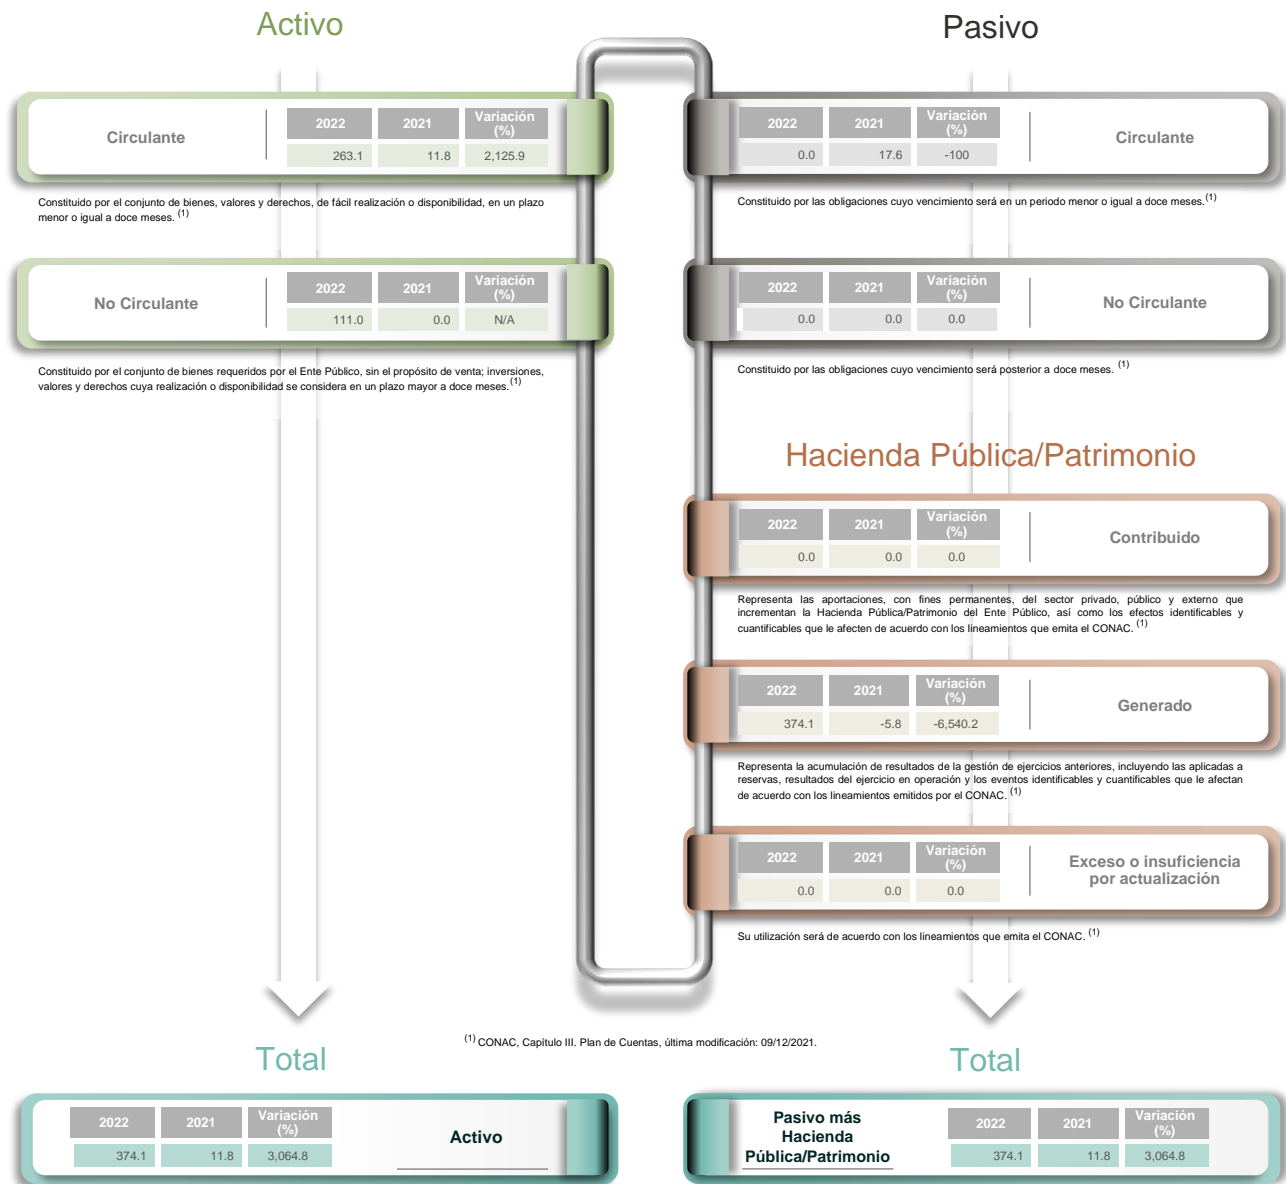 Activo
Circulante
2022 2021 Variación (%)
263.1 11.8 2,125.9
Constituido por el conjunto de bienes, valores y derechos, de fácil realización o disponibilidad, en un plazo
menor o igual a doce meses. (1)
No Circulante
2022 2021 Variación (%)
111.0 0.0 N/A
Constituido por el conjunto de bienes requeridos por el Ente Público, sin el propósito de venta; inversiones,
valores y derechos cuya realización o disponibilidad se considera en un plazo mayor a doce meses. (1)
Pasivo
2022 2021 Variación (%)
0.0 17.6 -100
Circulante
Constituido por las obligaciones cuyo vencimiento será en un periodo menor o igual a doce meses. (1)
2022 2021 Variación (%)
0.0 0.0 0.0
No Circulante
Constituido por las obligaciones cuyo vencimiento será posterior a doce meses. (1)
Hacienda Pública/Patrimonio
2022 2021 Variación (%)
0.0 0.0 0.0
Contribuido
Representa las aportaciones, con fines permanentes, del sector privado, público y externo que
incrementan la Hacienda Pública/Patrimonio del Ente Público, así como los efectos identificables y
cuantificables que le afecten de acuerdo con los lineamientos que emita el CONAC. (1)
2022 2021 Variación (%)
374.1 -5.8 -6,540.2
Generado
Representa la acumulación de resultados de la gestión de ejercicios anteriores, incluyendo las aplicadas a
reservas, resultados del ejercicio en operación y los eventos identificables y cuantificables que le afectan
de acuerdo con los lineamientos emitidos por el CONAC. (1)
2022 2021 Variación (%)
0.0 0.0 0.0
Exceso o insuficiencia
por actualización
Su utilización será de acuerdo con los lineamientos que emita el CONAC. (1)
(1) CONAC, Capítulo III. Plan de Cuentas, última modificación: 09/12/2021.
Total
2022 2021 Variación (%)
374.1 11.8 3,064.8
Activo
Total
Pasivo más
Hacienda
Pública/Patrimonio
2022 2021 Variación (%)
374.1 11.8 3,064.8